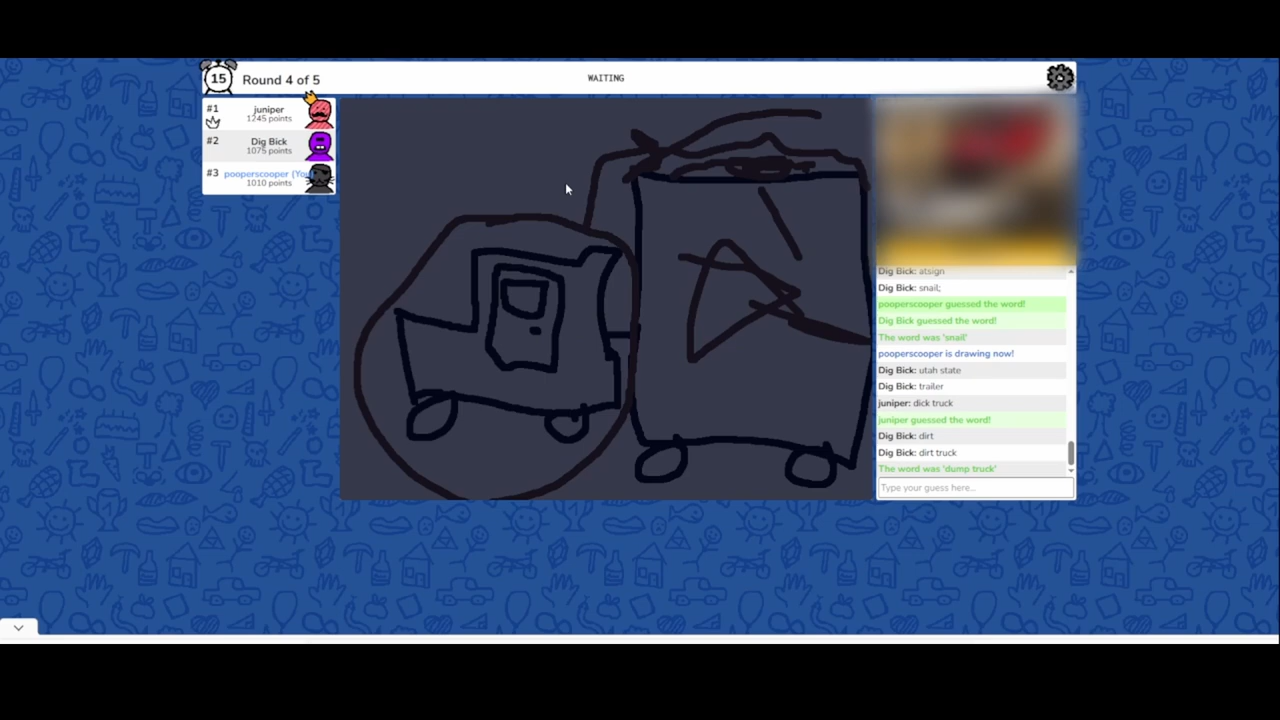 15
Round 4 of 5
WAITING
#1
juniper
1245 points
#2
Dig Bick
1075 points
#3
pooperscooper (You
1010 points
Dig Bick: atsign
Dig Bick: snail;
pooperscooper guessed the word!
Dig Bick guessed the word!
The word was 'snail'
pooperscooper is drawing now!
Dig Bick: utah state
Dig Bick: trailer
juniper: dick truck
juniper guessed the word!
Dig Bick: dirt
Dig Bick: dirt truck
The word was 'dump truck'
Type your guess here...